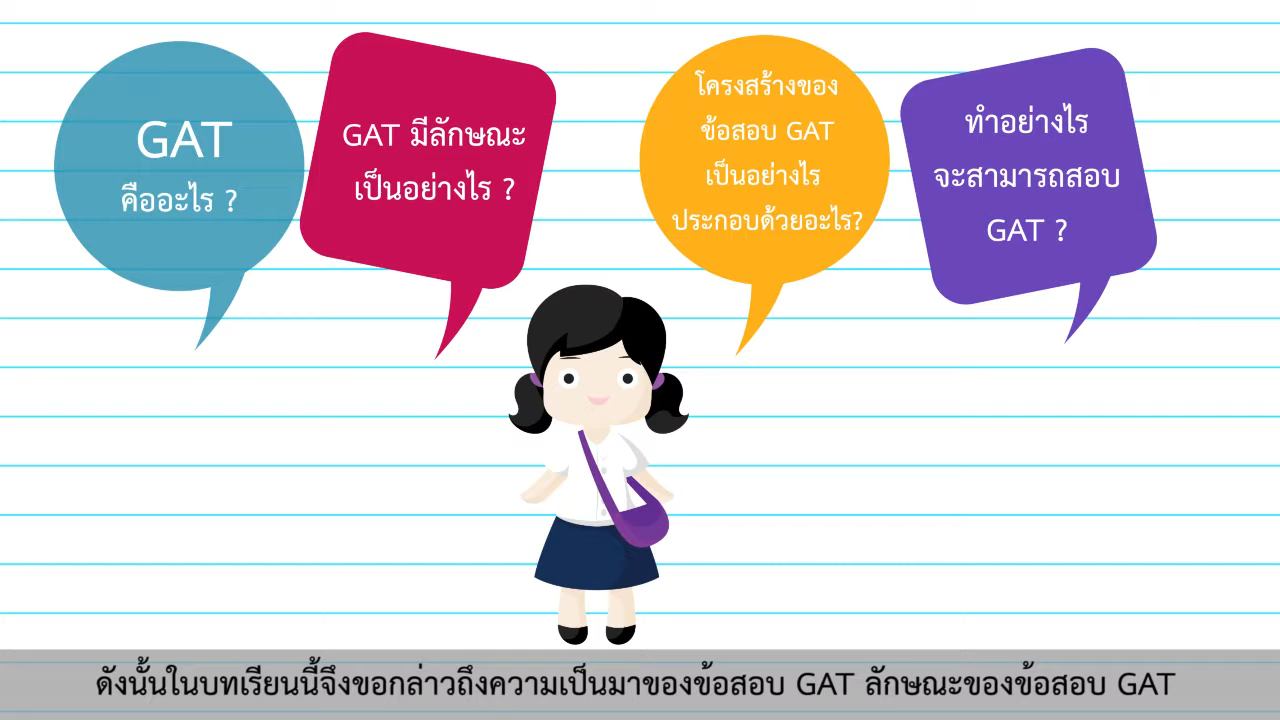 GAT
คืออะไร ?
GAT มีลักษณะ
เป็นอย่างไร ?
โครงสร้างของ
ข้อสอบ GAT
เป็นอย่างไร
ประกอบด้วยอะไร?
ทำอย่างไร
จะสามารถสอบ
GAT ?
ดังนั้นในบทเรียนนี้จึงขอกล่าวถึงความเป็นมาของข้อสอบ GAT ลักษณะของข้อสอบ GAT